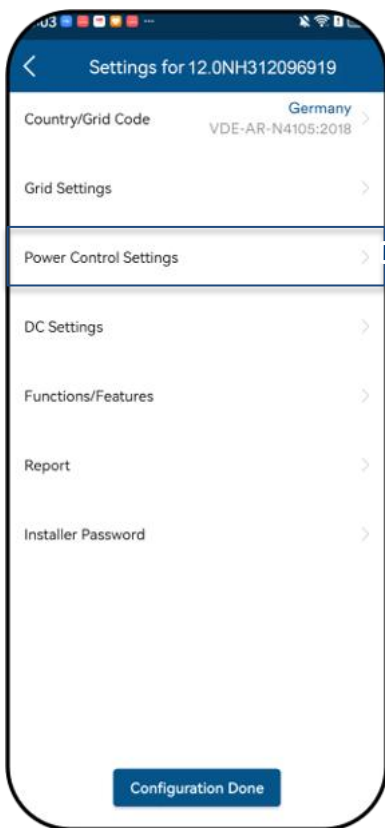 :03
Settings for 12.0NH312096919
Country/Grid Code
Germany
VDE-AR-N4105:2018
Grid Settings
Power Control Settings
DC Settings
Functions/Features
Report
Installer Password
Configuration Done